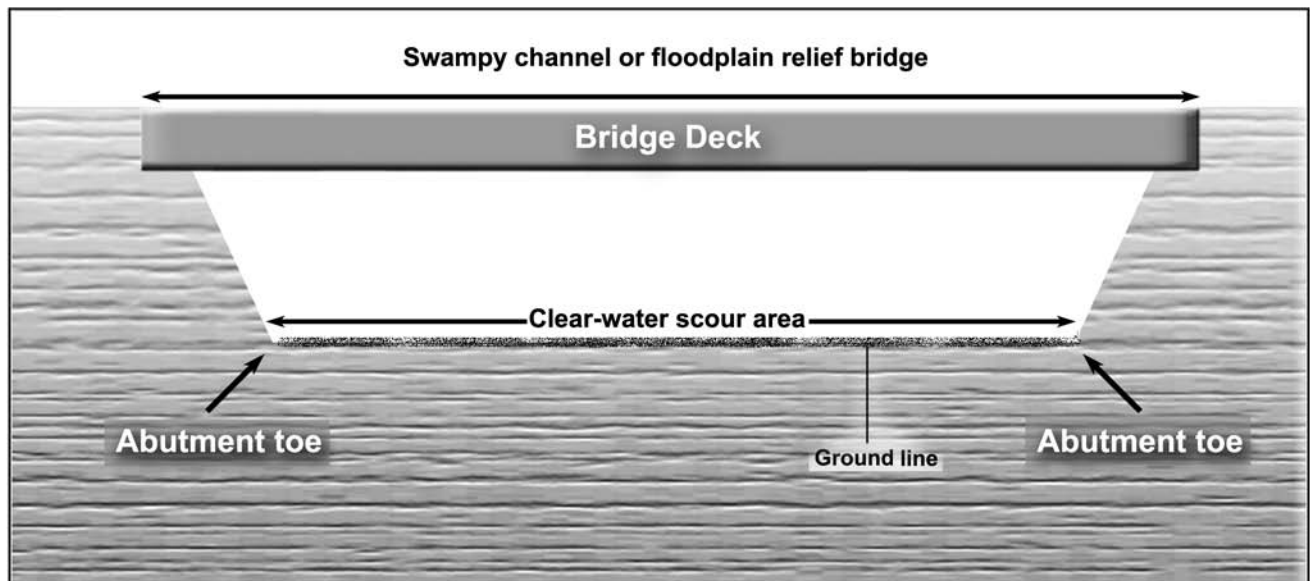 Swampy channel or floodplain relief bridge
Bridge Deck
Clear-water scour area
Abutment toe
Abutment toe
Ground line